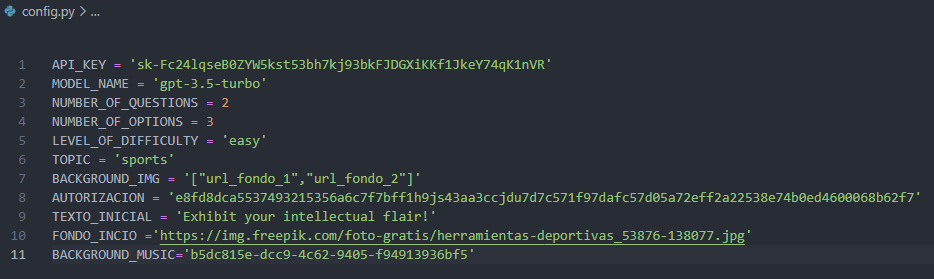 config.py > ...
1 API_KEY = 'sk-Fc24lqseB0ZYW5kst53bh7kj93bkFJDGXiKKf1JkeY74qK1nVR'
2 MODEL_NAME = 'gpt-3.5-turbo'
3 NUMBER_OF_QUESTIONS = 2
4 NUMBER_OF_OPTIONS = 3
5 LEVEL_OF_DIFFICULTY = 'easy'
6 TOPIC = 'sports'
7 BACKGROUND_IMG = '["url_fondo_1","url_fondo_2"]'
8 AUTORIZACION = 'e8fd8dca5537493215356a6c7f7bff1h9js43aa3ccjdu7d7c571f97dafc57d05a72eff2a22538e74b0ed4600068b62f7'
9 TEXTO_INICIAL = 'Exhibit your intellectual flair!'
10 FONDO_INCIO ='https://img.freepik.com/foto-gratis/herramientas-deportivas_53876-138077.jpg'
11 BACKGROUND_MUSIC='b5dc815e-dcc9-4c62-9405-f94913936bf5'